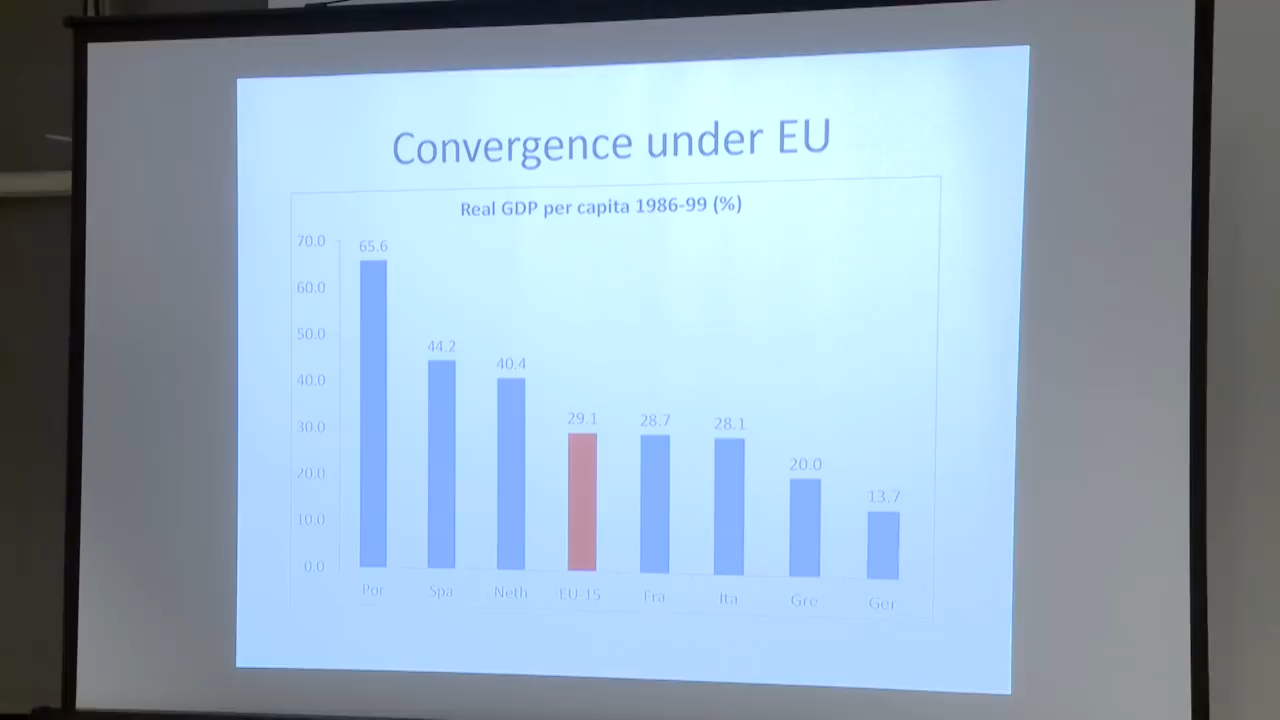 Convergence under EU
Real GDP per capita 1986-99 (%)
70.0
60.0
50.0
40.0
30.0
20.0
10.0
0.0
65.6
44.2
40.4
29.1
28.7
28.1
20.0
13.7
Por
Spa
Neth
EU-15
Fra
Ita
Gre
Ger